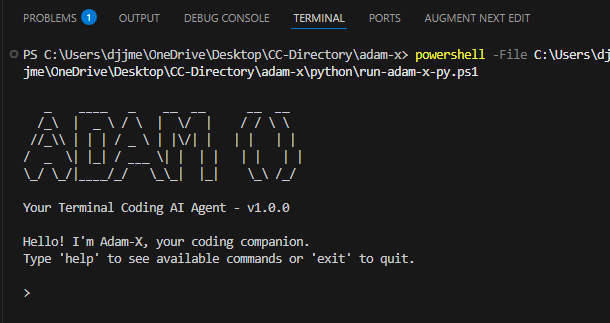 PROBLEMS 1 OUTPUT DEBUG CONSOLE TERMINAL PORTS AUGMENT NEXT EDIT
PS C:\Users\djjme\OneDrive\Desktop\CC-Directory\adam-x> powershell -File C:\Users\dj
jme\OneDrive\Desktop\CC-Directory\adam-x\python\run-adam-x-py.ps1
Your Terminal Coding AI Agent - v1.0.0
Hello! I'm Adam-X, your coding companion.
Type 'help' to see available commands or 'exit' to quit.
>